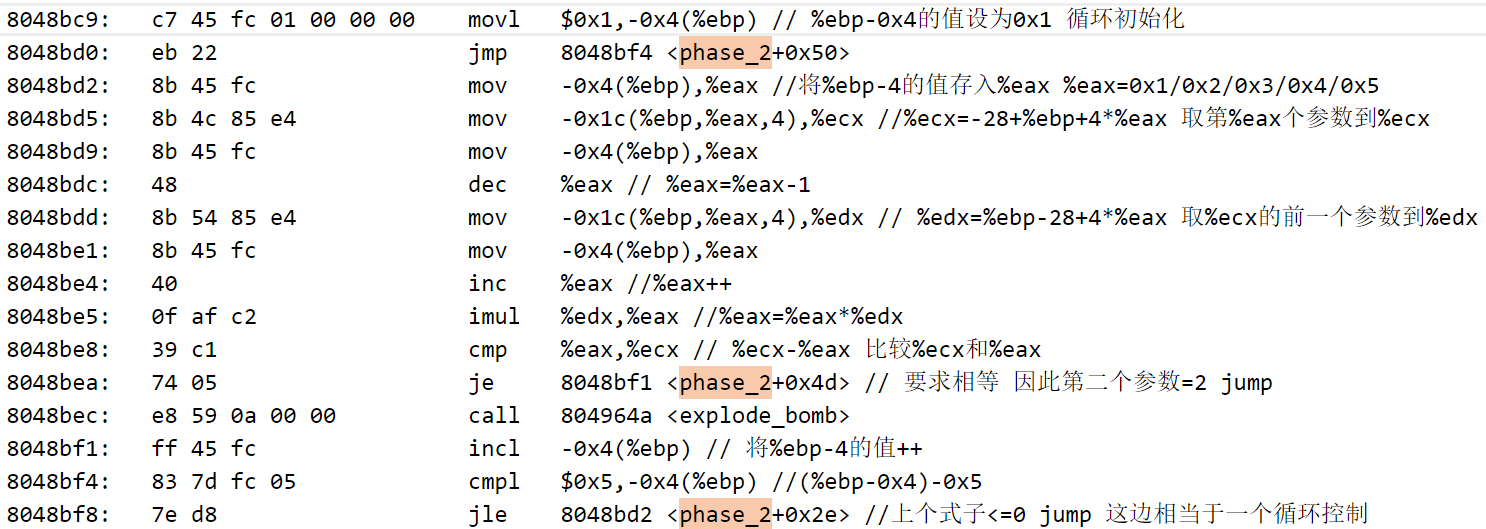 8048bc9: c7 45 fc 01 00 00 00 movl $0x1,-0x4(%ebp) // %ebp-0x4的值设为0x1 循环初始化
8048bd0: eb 22 jmp 8048bf4 <phase_2+0x50>
8048bd2: 8b 45 fc mov -0x4(%ebp),%eax //将%ebp-4的值存入%eax %eax=0x1/0x2/0x3/0x4/0x5
8048bd5: 8b 4c 85 e4 mov -0x1c(%ebp,%eax,4),%ecx //%ecx=-28+%ebp+4*%eax 取第%eax个参数到%ecx
8048bd9: 8b 45 fc mov -0x4(%ebp),%eax
8048bdc: 48 dec %eax // %eax=%eax-1
8048bdd: 8b 54 85 e4 mov -0x1c(%ebp,%eax,4),%edx // %edx=%ebp-28+4*%eax 取%ecx的前一个参数到%edx
8048be1: 8b 45 fc mov -0x4(%ebp),%eax
8048be4: 40 inc %eax //%eax++
8048be5: 0f af c2 imul %edx,%eax //%eax=%eax*%edx
8048be8: 39 c1 cmp %eax,%ecx // %ecx-%eax 比较%ecx和%eax
8048bea: 74 05 je 8048bf1 <phase_2+0x4d> // 要求相等 因此第二个参数=2 jump
8048bec: e8 59 0a 00 00 call 804964a <explode_bomb>
8048bf1: ff 45 fc incl -0x4(%ebp) // 将%ebp-4的值++
8048bf4: 83 7d fc 05 cmpl $0x5,-0x4(%ebp) //(%ebp-0x4)-0x5
8048bf8: 7e d8 jle 8048bd2 <phase_2+0x2e> //上个式子<=0 jump 这边相当于一个循环控制